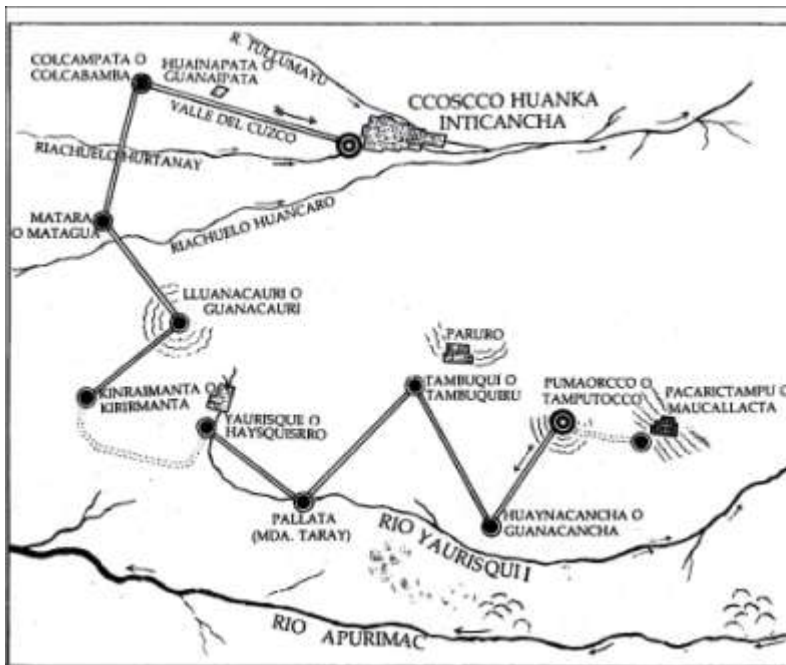 COLCAMPATA O
COLCABAMBA
HUAINAPATA O
GUANAIPATA
R. TULLUMAYU
CCOSCCO HUANKA
INTICANCHA
VALLE DEL CUZCO
RIACHUELO HURTANAY
MATARA
O MATAGUA
RIACHUELO HUANCARO
LLUANACAURI O
GUANACAURI
PARURO
KINRAIMANTA O
KIRIRMANTA
TAMBUQUI O
TAMBUQUIRU
PUMAORCCO O
TAMPUTOCCO
PACARICTAMPU O
MAUCALLACTA
YAURISQUE O
HAYSQUISRRO
PALLATA
(MDA. TARAY)
HUAYNACANCHA O
GUANACANCHA
RIO YAURISQUII
RIO APURIMAC